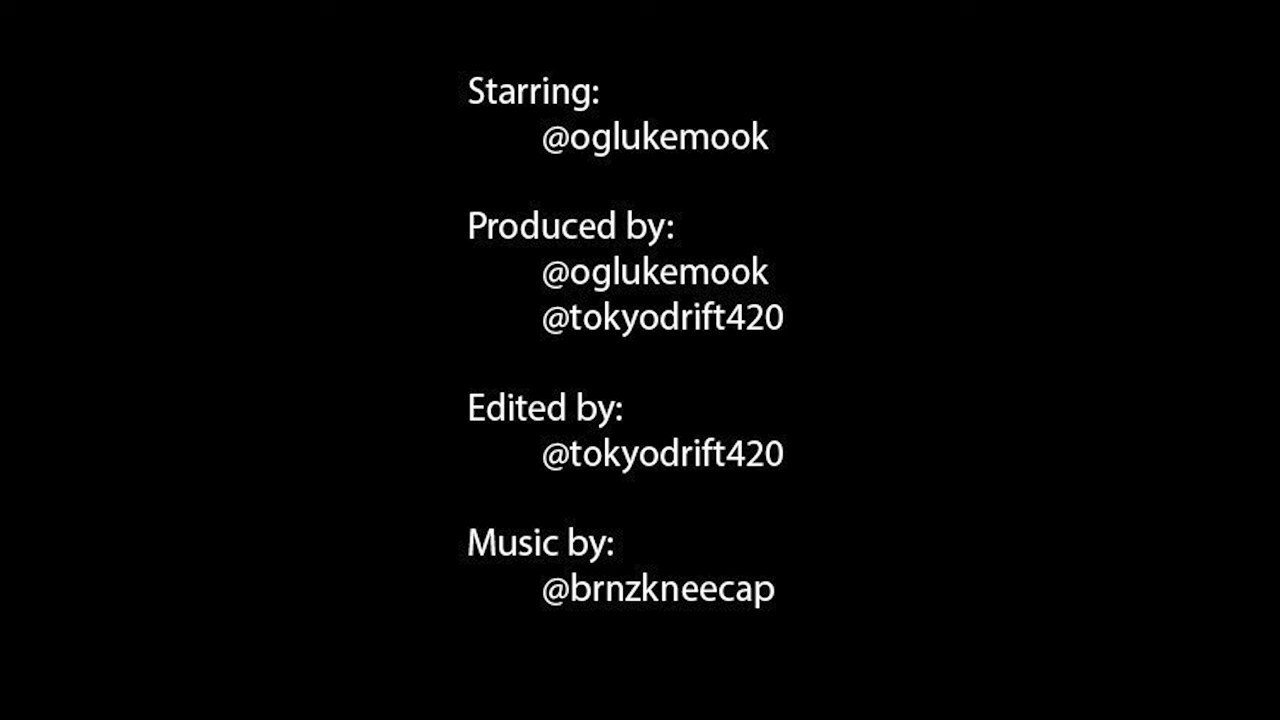 Starring:
@oglukemook
Produced by:
@oglukemook
@tokyodrift420
Edited by:
@tokyodrift420
Music by:
@brnzkneecap